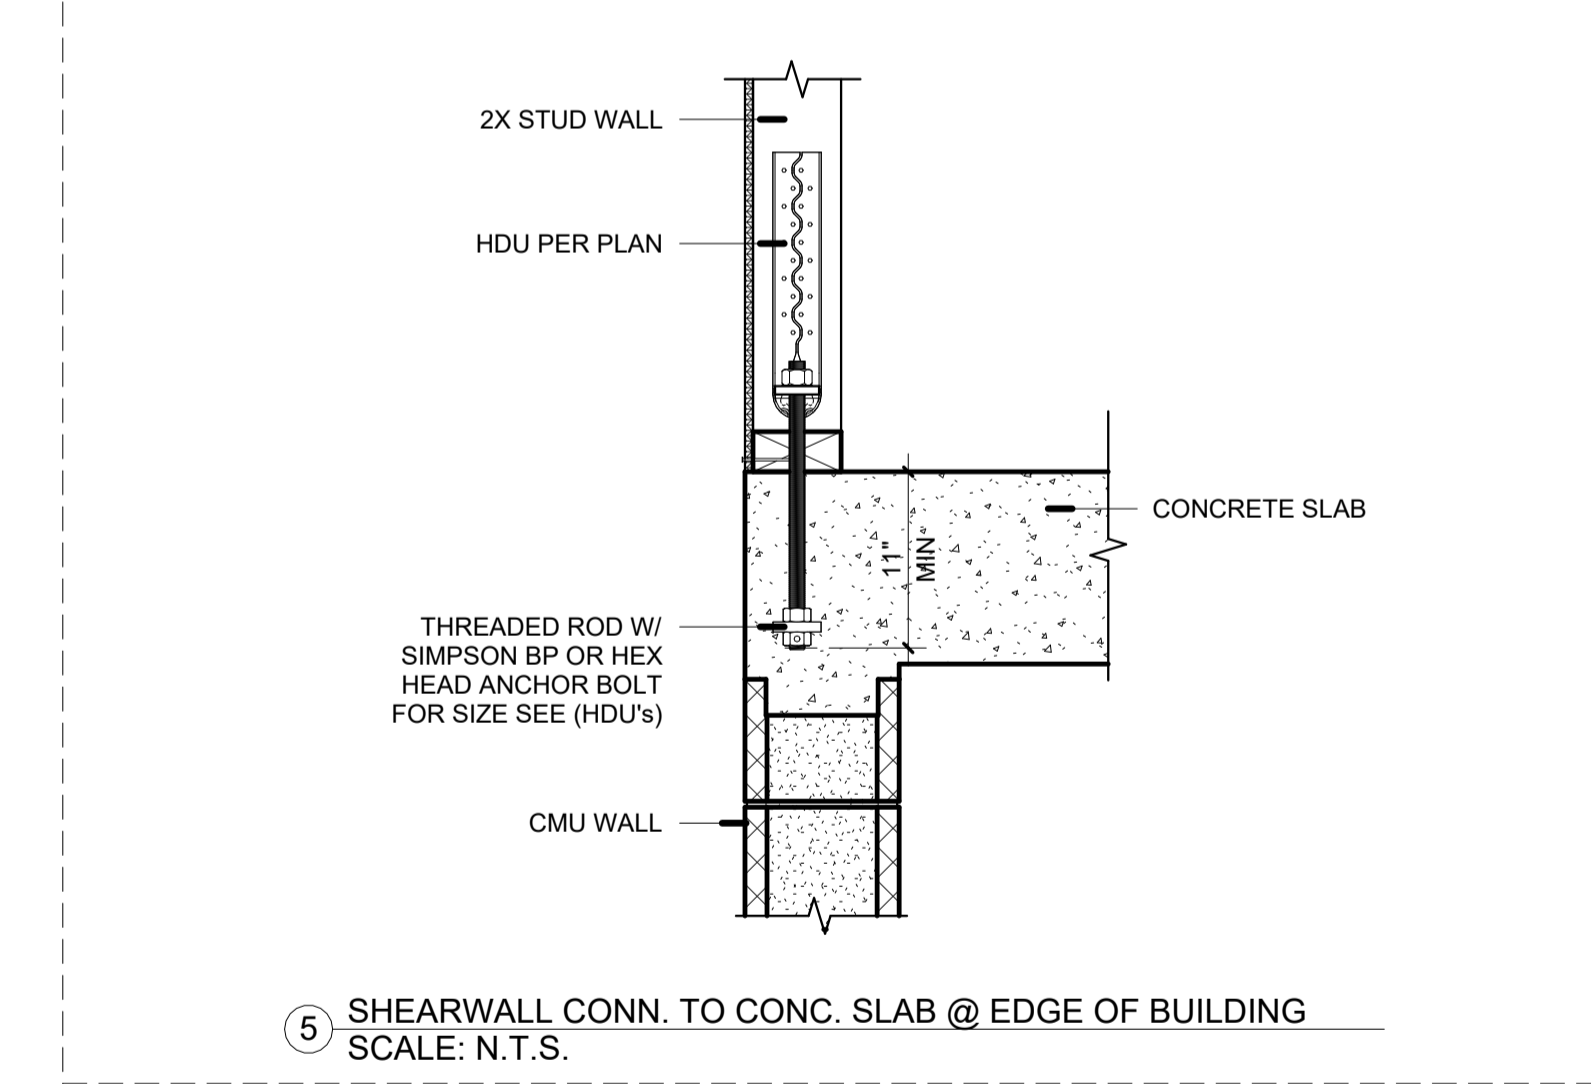 2X STUD WALL
HDU PER PLAN
CONCRETE SLAB
11"
MIN
THREADED ROD W/
SIMPSON BP OR HEX
HEAD ANCHOR BOLT
FOR SIZE SEE (HDU's)
CMU WALL
5
SHEARWALL CONN. TO CONC. SLAB @ EDGE OF BUILDING
SCALE: N.T.S.